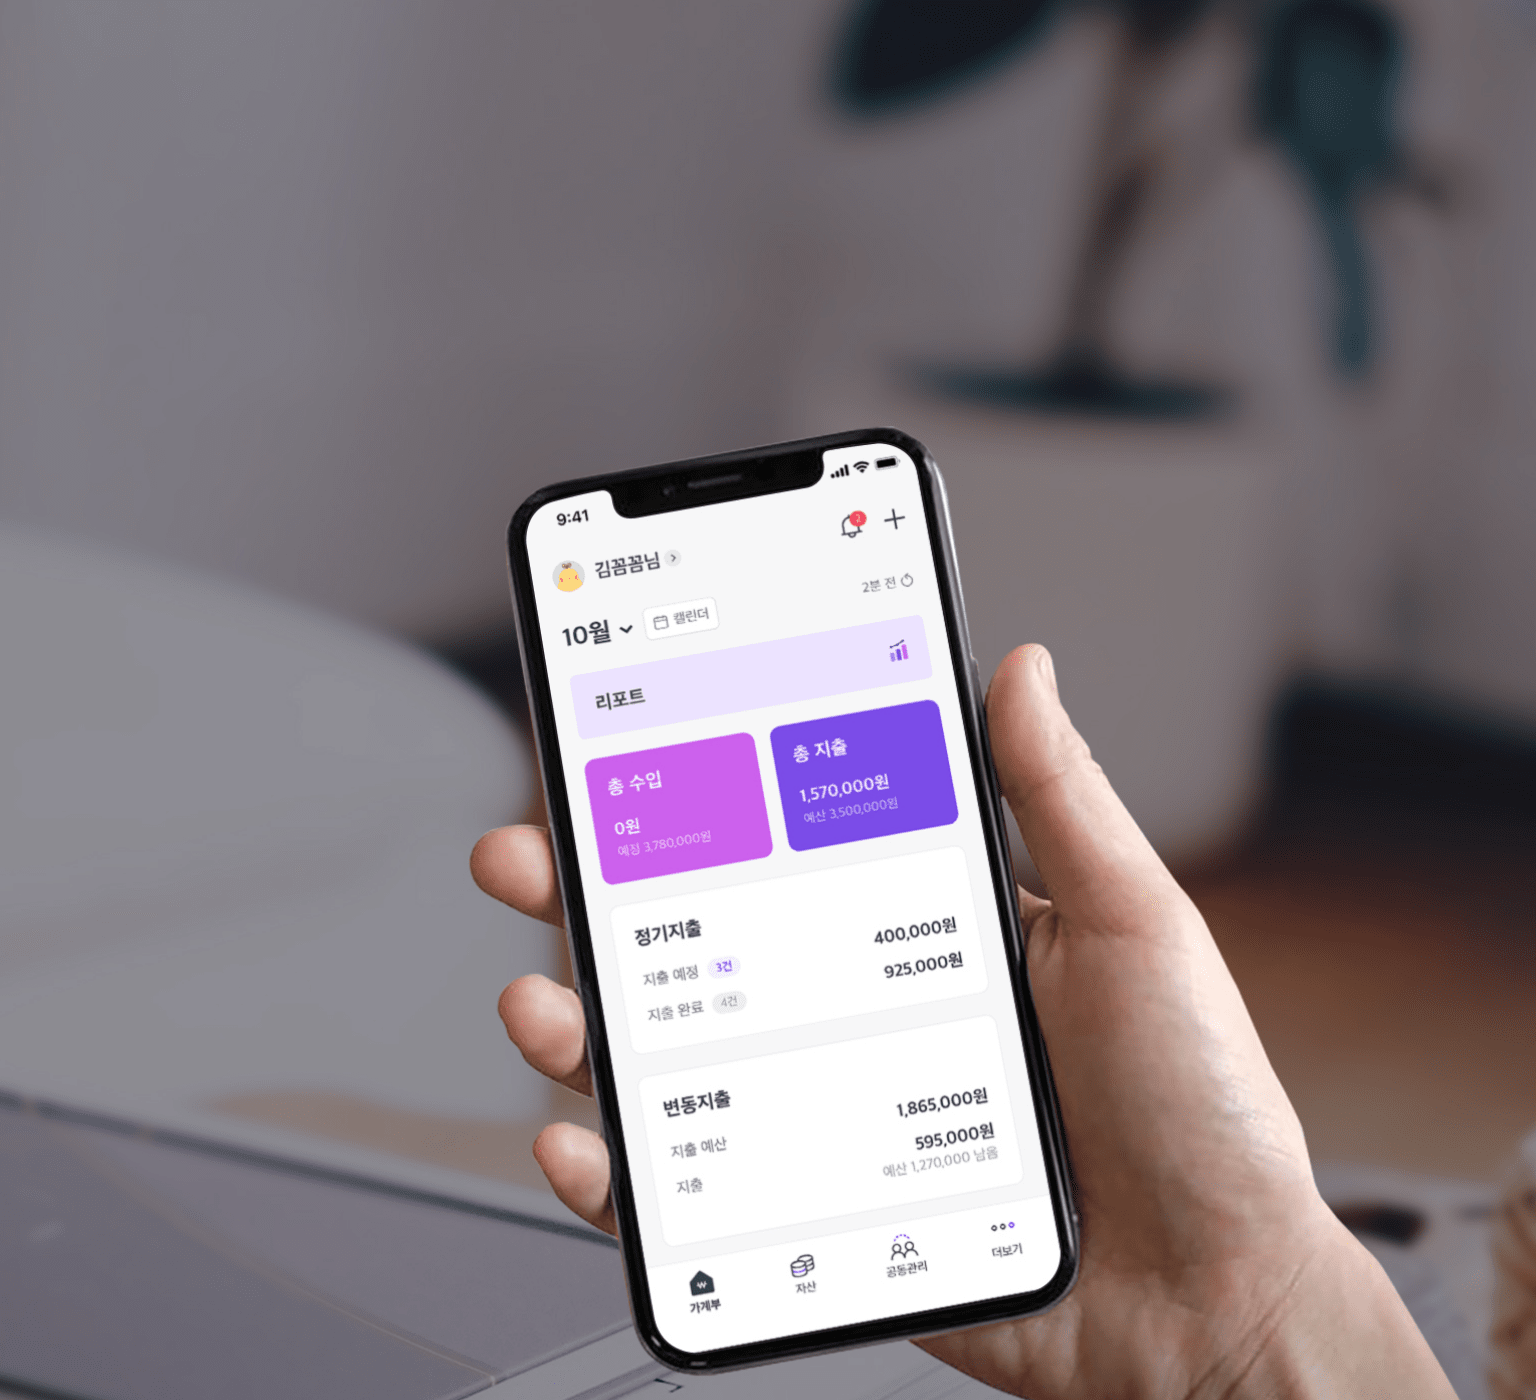 9:41
2
김꼼꼼님
2분 전
10월
캘린더
리포트
총 수입
0원
예정 3,780,000원
총 지출
1,570,000원
예산 3,500,000원
정기지출
지출 예정 3건 400,000원
지출 완료 4건 925,000원
변동지출
지출 예산 1,865,000원
지출 595,000원
예산 1,270,000 남음
가계부
자산
공동관리
더보기